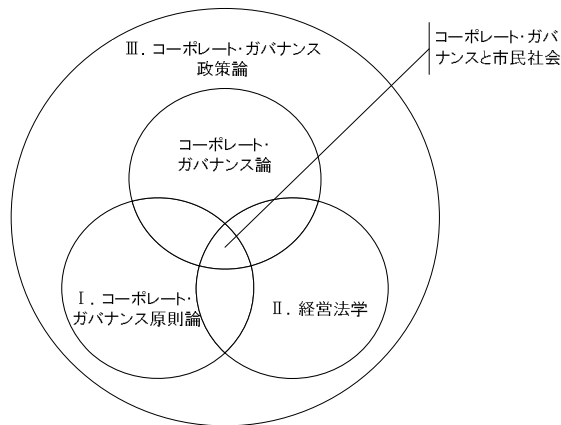 Ⅲ．コーポレート・ガバナンス
政策論
コーポレート・ガバ
ナンスと市民社会
コーポレート・
ガバナンス論
Ⅰ．コーポレート・
ガバナンス原則論
Ⅱ．経営法学